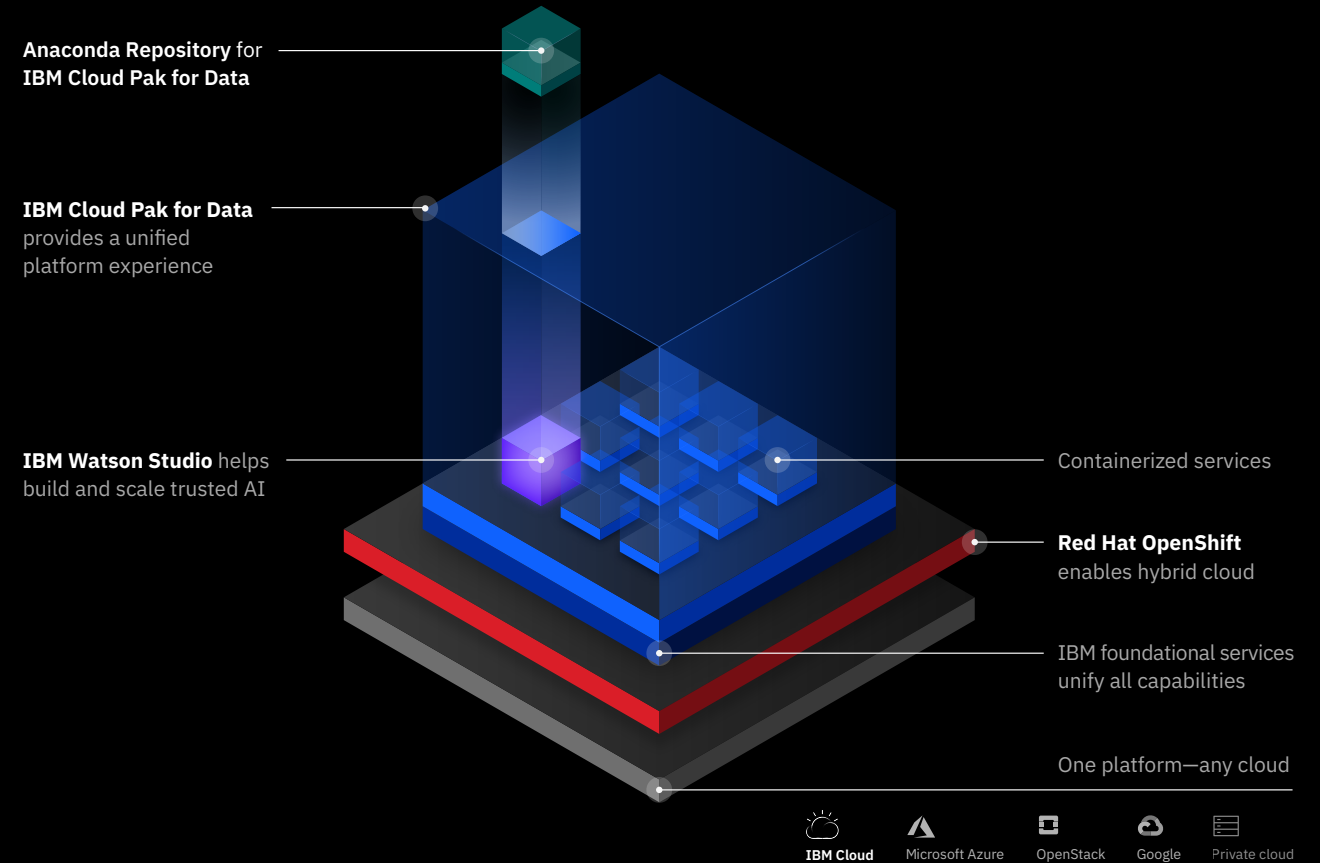 Anaconda Repository for
IBM Cloud Pak for Data
IBM Cloud Pak for Data
provides a unified
platform experience
IBM Watson Studio helps
build and scale trusted AI
Containerized services
Red Hat OpenShift
enables hybrid cloud
IBM foundational services
unify all capabilities
One platform—any cloud
IBM Cloud
Microsoft Azure
OpenStack
Google
Private cloud